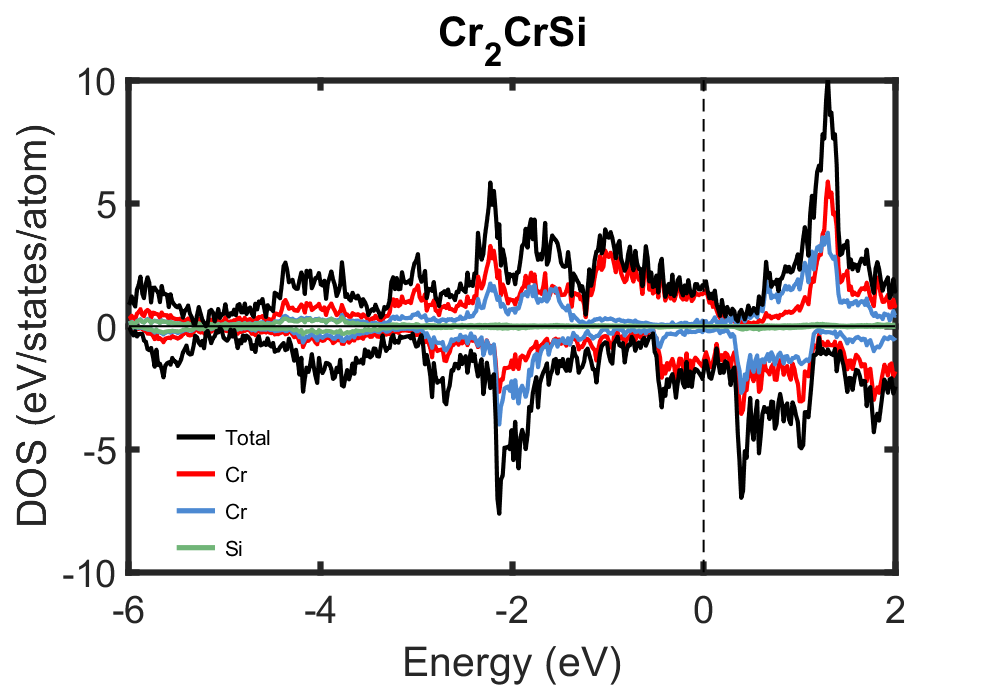 Cr2CrSi
DOS (eV/states/atom)
10
5
0
-5
-10
Total
Cr
Cr
Si
-6 -4 -2 0 2
Energy (eV)